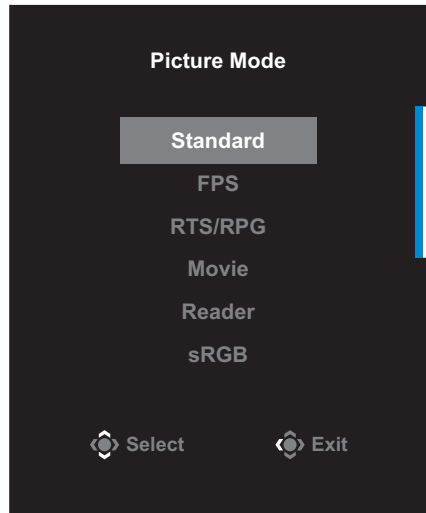 Picture Mode
Standard
FPS
RTS/RPG
Movie
Reader
sRGB
Select Exit